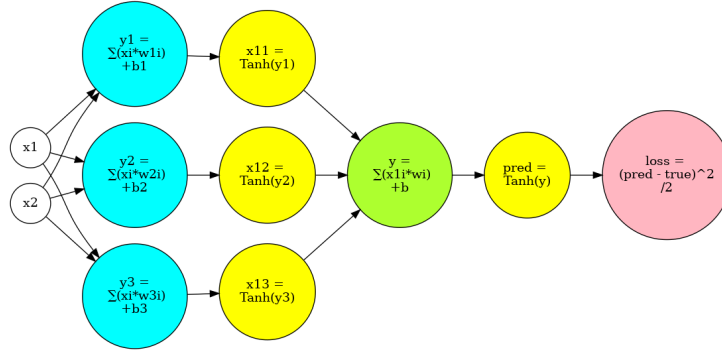 x1
x2
y1 =
∑(xi*w1i)
+b1
y2 =
∑(xi*w2i)
+b2
y3 =
∑(xi*w3i)
+b3
x11 =
Tanh(y1)
x12 =
Tanh(y2)
x13 =
Tanh(y3)
y =
∑(x1i*wi)
+b
pred =
Tanh(y)
loss =
(pred - true)^2
/2